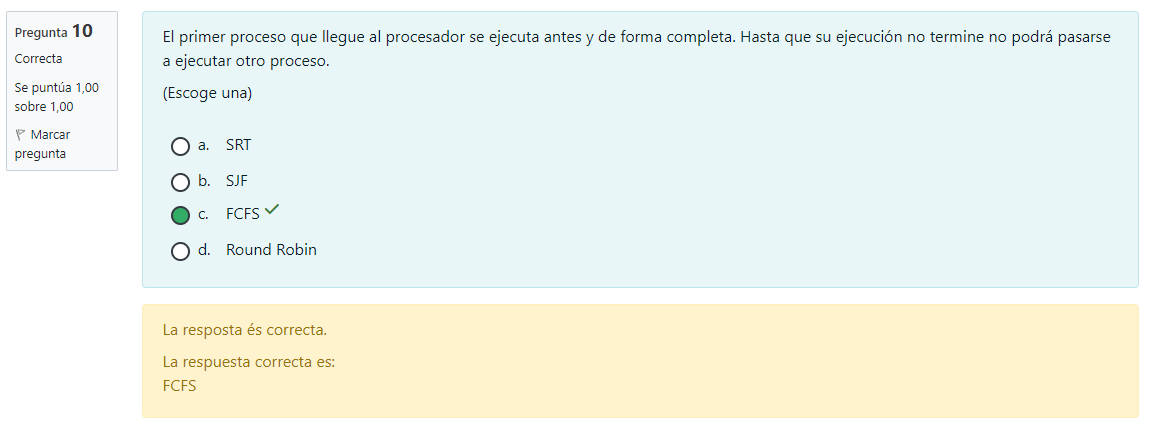 Pregunta 10
Correcta
Se puntúa 1,00
sobre 1,00
Marcar
pregunta
El primer proceso que llegue al procesador se ejecuta antes y de forma completa. Hasta que su ejecución no termine no podrá pasarse
a ejecutar otro proceso.
(Escoge una)
a. SRT
b. SJF
c. FCFS
d. Round Robin
La resposta és correcta.
La respuesta correcta es:
FCFS